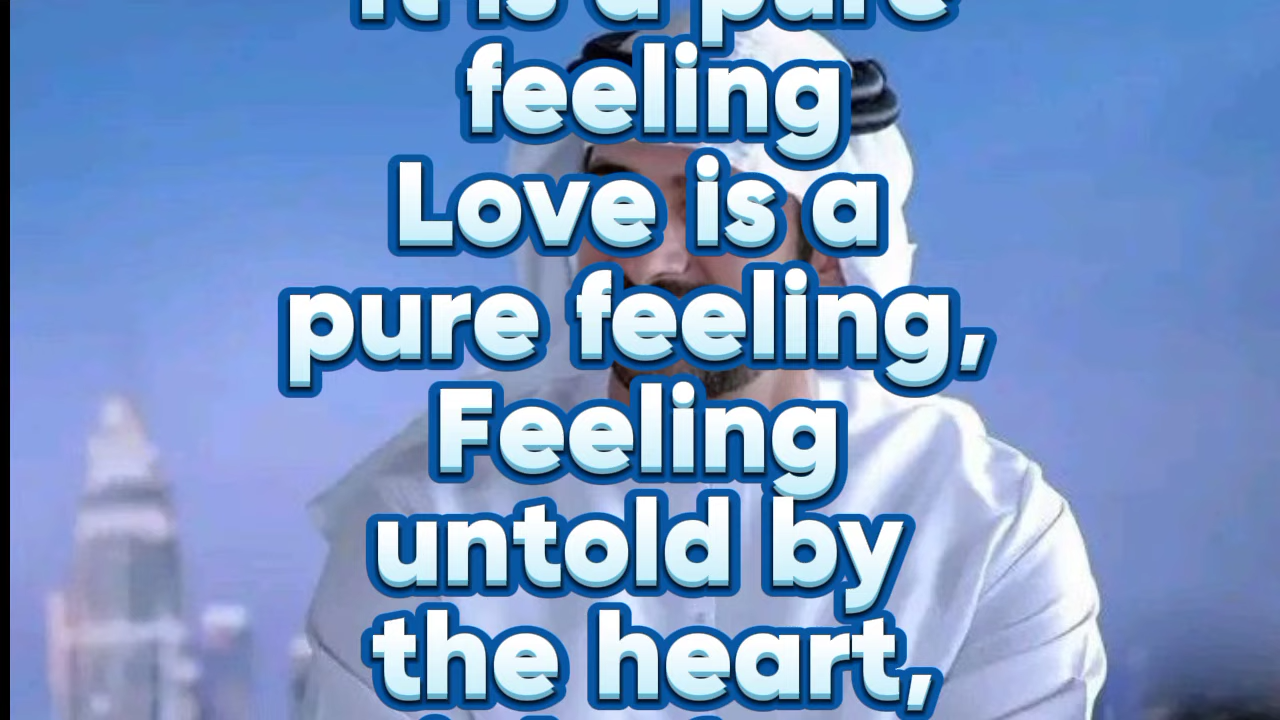 It is a pure
feeling
Love is a
pure feeling,
Feeling
untold by
the heart,